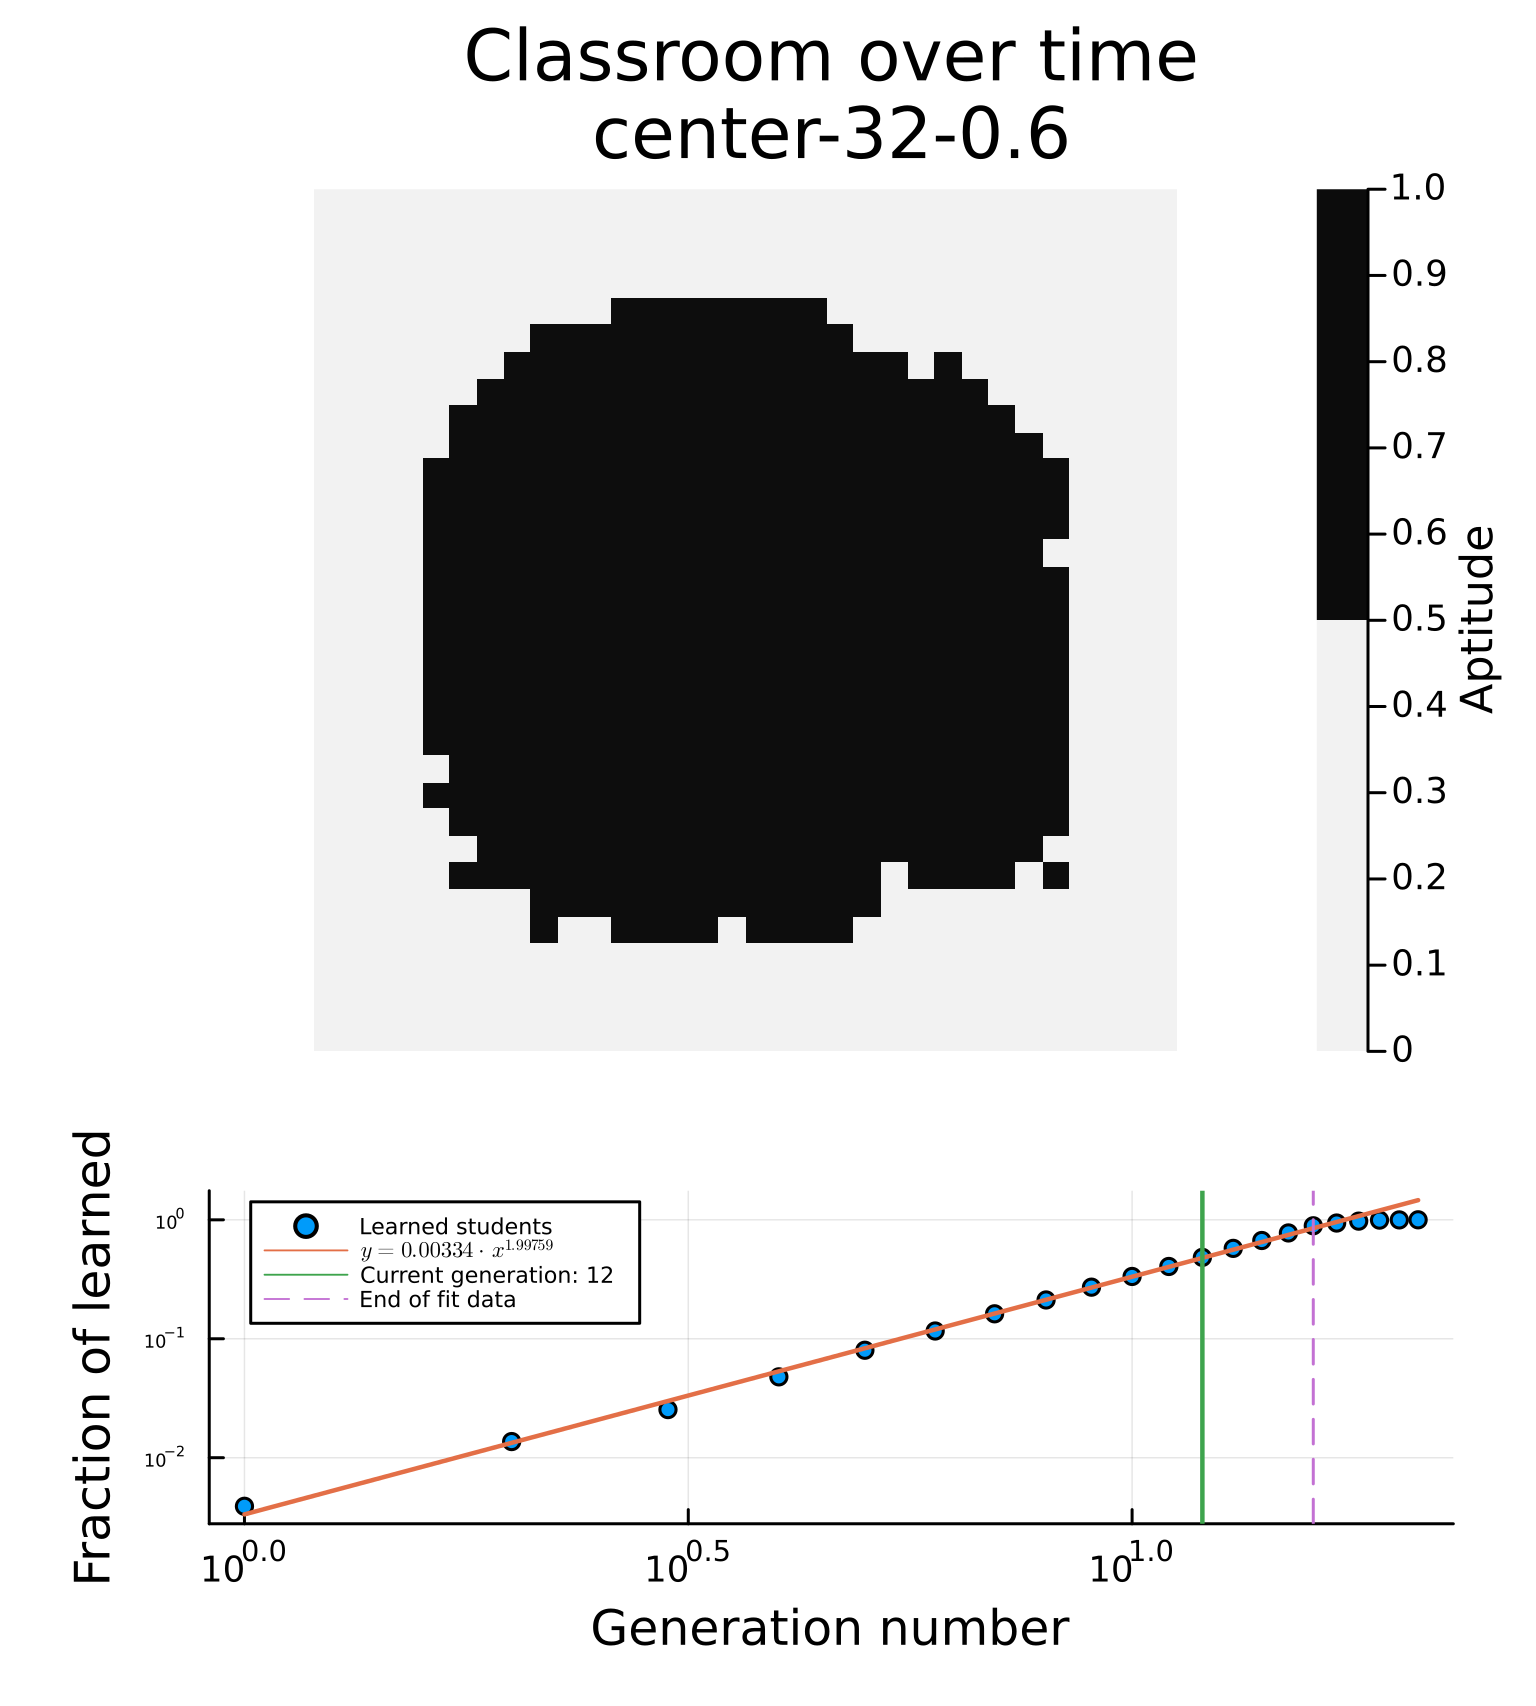 Classroom over time
center-32-0.6
1.0
0.9
0.8
0.7
0.6
0.5
0.4
0.3
0.2
0.1
0
Aptitude
Fraction of learned
10⁰
10⁻¹
10⁻²
Learned students
y = 0.00334 · x^1.99759
Current generation: 12
End of fit data
10^0.0
10^0.5
10^1.0
Generation number